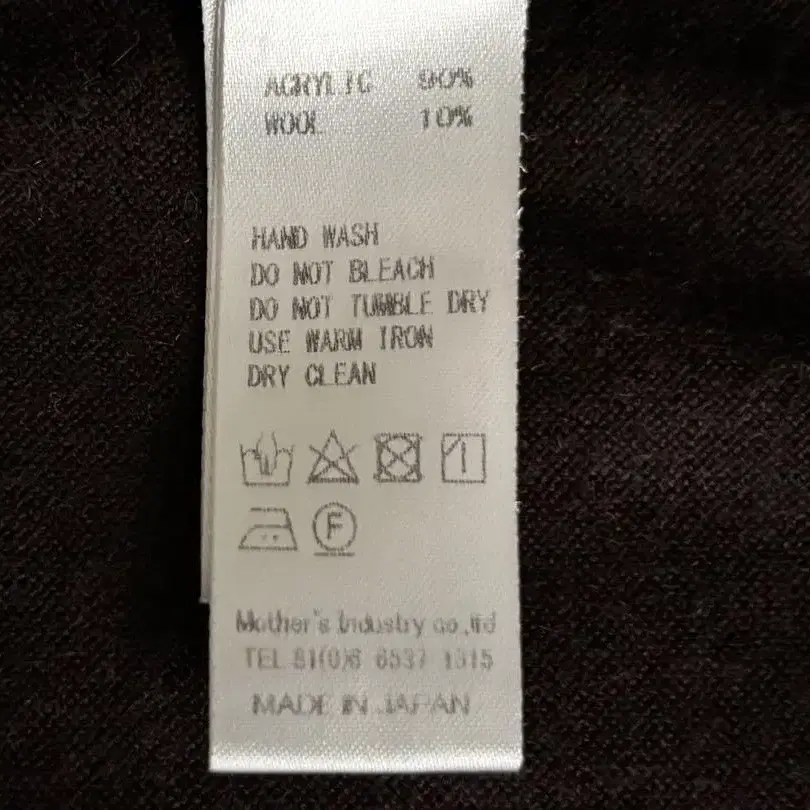 ACRYLIC 90%
WOOL 10%
HAND WASH
DO NOT BLEACH
DO NOT TUMBLE DRY
USE WARM IRON
DRY CLEAN
F
Mother's Industry co.,ltd
TEL 81(0)6 6537 1315
MADE IN JAPAN